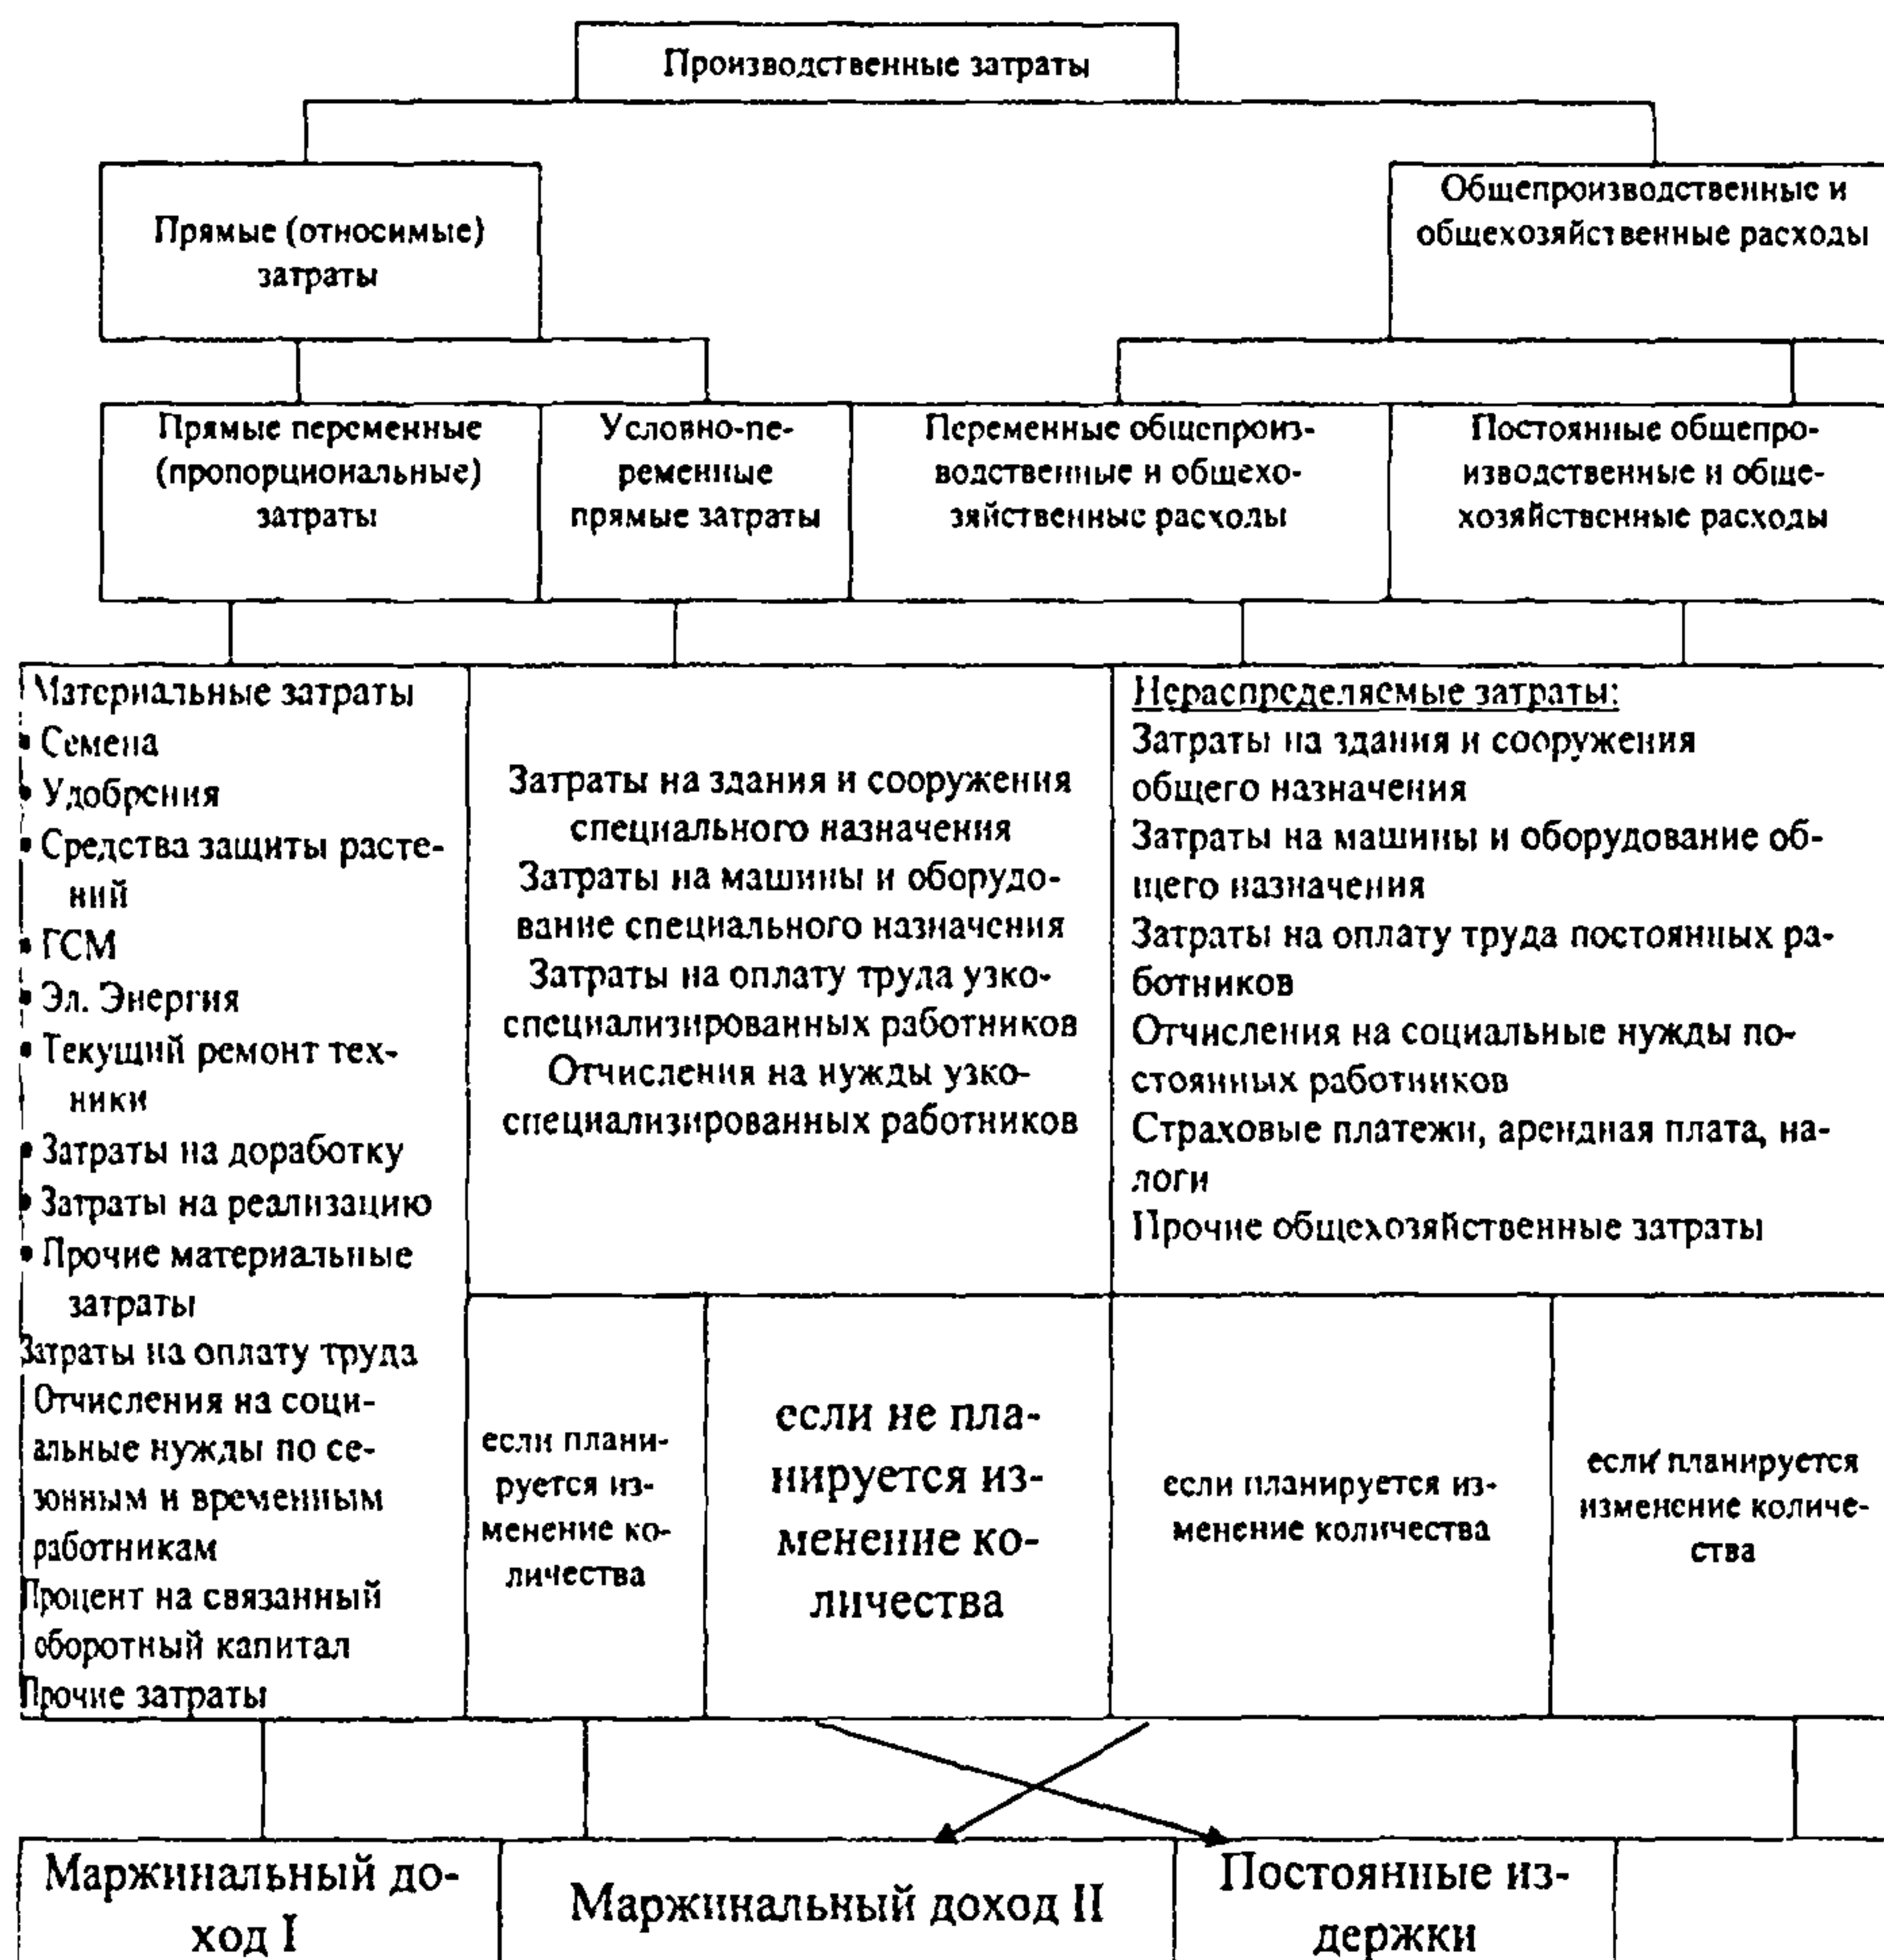 Производственные затраты
Прямые (относимые)
затраты
Общепроизводственные и
общехозяйственные расходы
Прямые переменные
(пропорциональные)
затраты
Условно-пе-
ременные
прямые затраты
Переменные общепроиз-
водственные и общехо-
зяйственные расходы
Постоянные общепро-
изводственные и обще-
хозяйственные расходы
Материальные затраты
• Семена
• Удобрения
• Средства защиты расте-
ний
• ГСМ
• Эл. Энергия
• Текущий ремонт тех-
ники
• Затраты на доработку
• Затраты на реализацию
• Прочие материальные
затраты
Затраты на оплату труда
Отчисления на соци-
альные нужды по се-
зонным и временным
работникам
Процент на связанный
оборотный капитал
Прочие затраты
Затраты на здания и сооружения
специального назначения
Затраты на машины и оборудо-
вание специального назначения
Затраты на оплату труда узко-
специализированных работников
Отчисления на нужды узко-
специализированных работников
Нераспределяемые затраты:
Затраты на здания и сооружения
общего назначения
Затраты на машины и оборудование об-
щего назначения
Затраты на оплату труда постоянных ра-
ботников
Отчисления на социальные нужды по-
стоянных работников
Страховые платежи, арендная плата, на-
логи
Прочие общехозяйственные затраты
если плани-
руется из-
менение ко-
личества
если не пла-
нируется из-
менение ко-
личества
если планируется из-
менение количества
если планируется
изменение количе-
ства
Маржинальный до-
ход I
Маржинальный доход II
Постоянные из-
держки